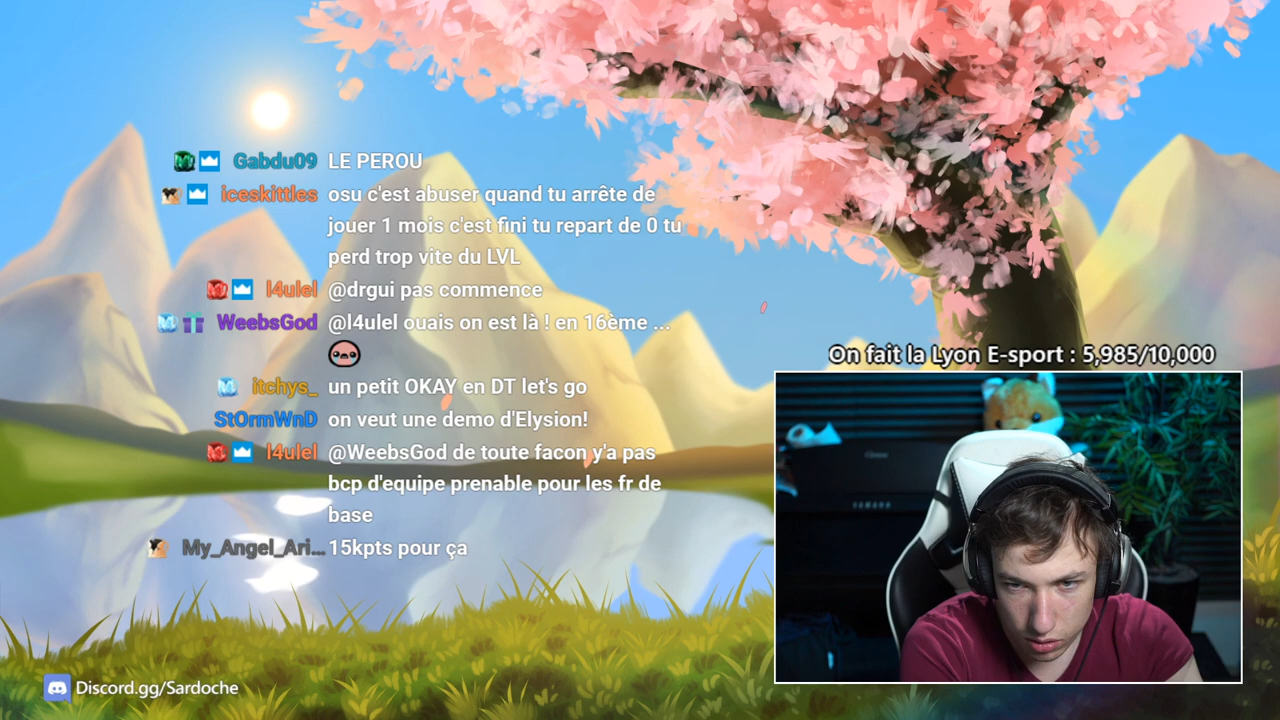 Gabdu09 LE PEROU
iceskittles osu c'est abuser quand tu arrête de
jouer 1 mois c'est fini tu repart de 0 tu
perd trop vite du LVL
l4ulel @drgui pas commence
WeebsGod @l4ulel ouais on est là ! en 16ème ...
itchys_ un petit OKAY en DT let's go
StOrmWnD on veut une demo d'Elysion!
l4ulel @WeebsGod de toute facon y'a pas
bcp d'equipe prenable pour les fr de
base
My_Angel_Ari... 15kpts pour ça
On fait la Lyon E-sport : 5,985/10,000
Discord.gg/Sardoche